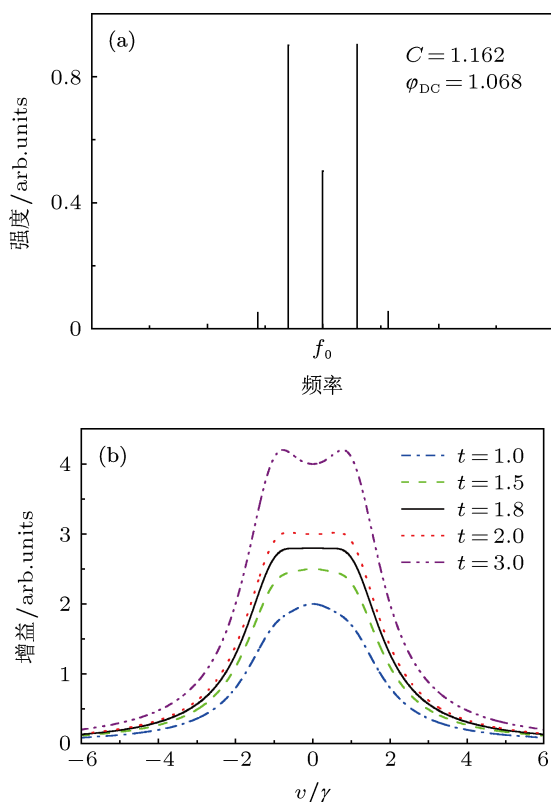 (a)
C = 1.162
φDC = 1.068
0.8
0.4
0
强度/arb.units
f0
频率
(b)
t = 1.0
t = 1.5
t = 1.8
t = 2.0
t = 3.0
4
3
2
1
0
增益/arb.units
−6 −4 −2 0 2 4 6
v/γ